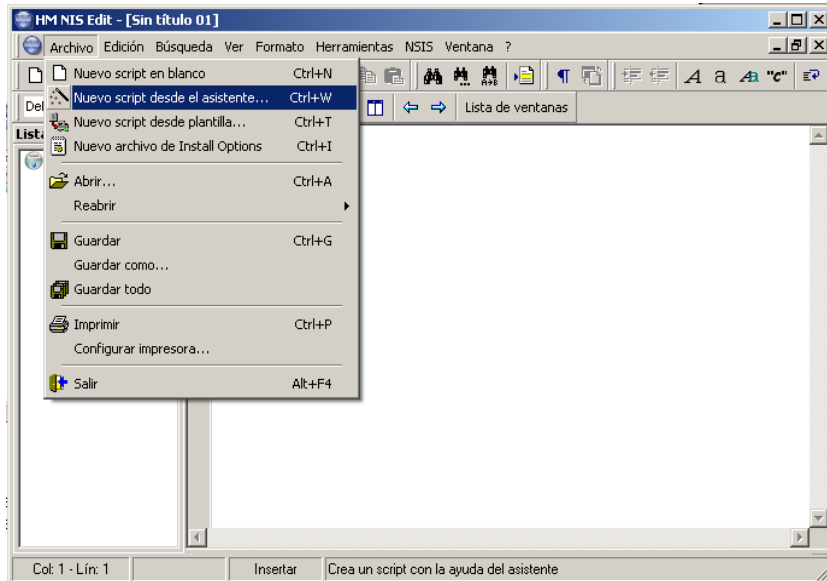 HM NIS Edit - [Sin título 01]
Archivo Edición Búsqueda Ver Formato Herramientas NSIS Ventana ?
A a Aa "c"
Lista de ventanas
Nuevo script en blanco Ctrl+N
Nuevo script desde el asistente... Ctrl+W
Nuevo script desde plantilla... Ctrl+T
Nuevo archivo de Install Options Ctrl+I
Abrir... Ctrl+A
Reabrir
Guardar Ctrl+G
Guardar como...
Guardar todo
Imprimir Ctrl+P
Configurar impresora...
Salir Alt+F4
Col: 1 - Lín: 1 Insertar Crea un script con la ayuda del asistente